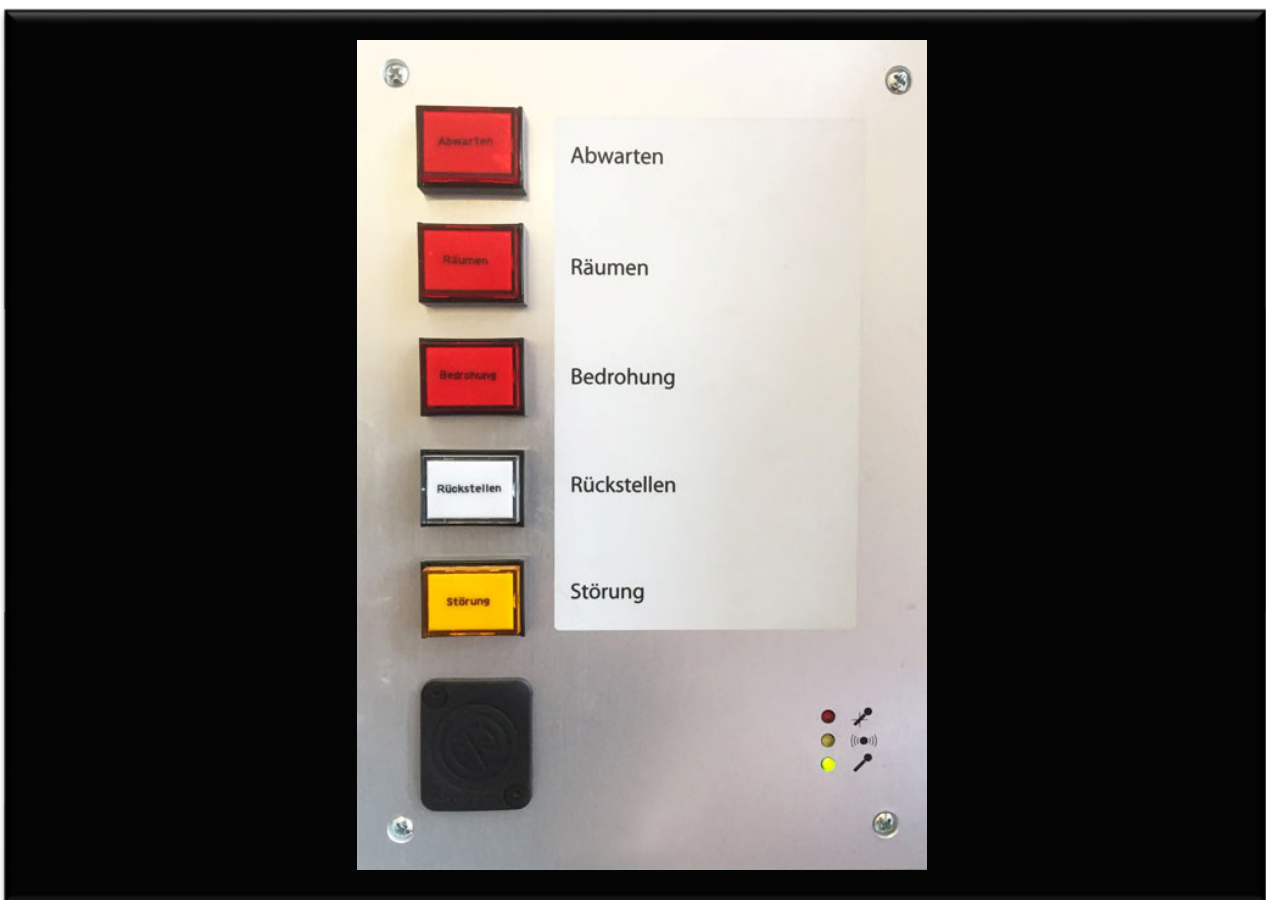 Abwarten
Abwarten
Räumen
Räumen
Bedrohung
Bedrohung
Rückstellen
Rückstellen
Störung
Störung